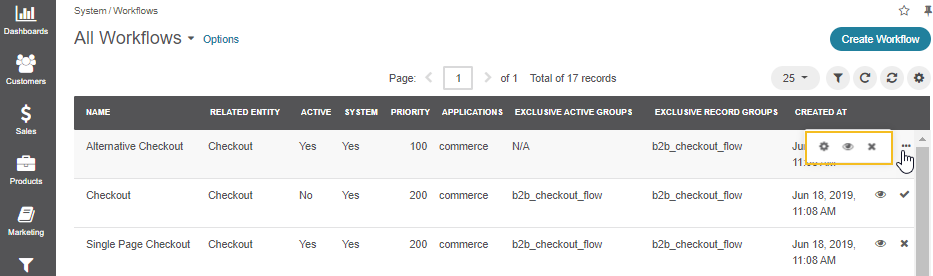 Dashboards
Customers
Sales
Products
Marketing
System / Workflows
All Workflows Options
Create Workflow
Page: 1 of 1 Total of 17 records
25
NAME RELATED ENTITY ACTIVE SYSTEM PRIORITY APPLICATIONS EXCLUSIVE ACTIVE GROUPS EXCLUSIVE RECORD GROUPS CREATED AT
Alternative Checkout Checkout Yes Yes 100 commerce N/A b2b_checkout_flow
11:08 AM
Checkout Checkout No Yes 200 commerce b2b_checkout_flow b2b_checkout_flow Jun 18, 2019,
11:08 AM
Single Page Checkout Checkout Yes Yes 200 commerce b2b_checkout_flow b2b_checkout_flow Jun 18, 2019,
11:08 AM